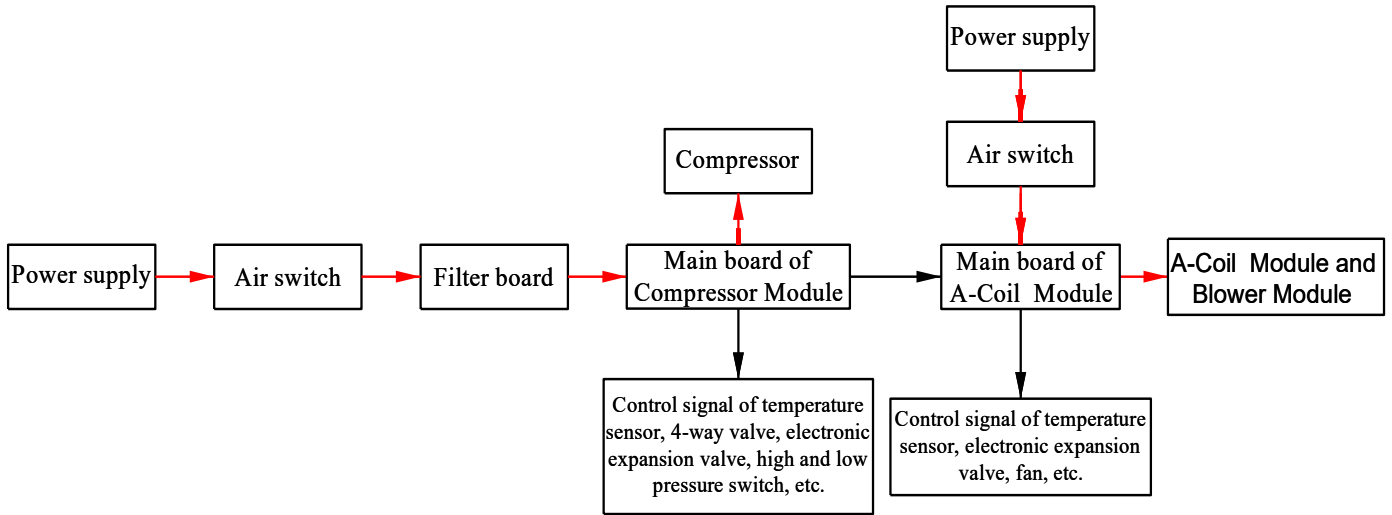 Power supply
Air switch
Compressor
Power supply
Air switch
Filter board
Main board of
Compressor Module
Main board of
A-Coil Module
A-Coil Module and
Blower Module
Control signal of temperature
sensor, 4-way valve, electronic
expansion valve, high and low
pressure switch, etc.
Control signal of temperature
sensor, electronic expansion
valve, fan, etc.